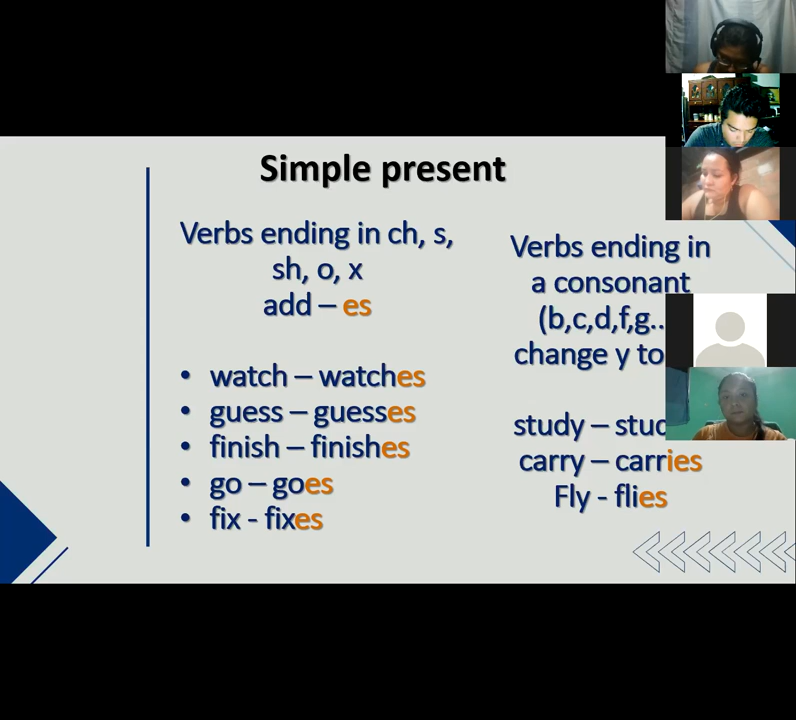 Simple present
Verbs ending in ch, s,
sh, o, x
add – es
• watch – watches
• guess – guesses
• finish – finishes
• go – goes
• fix - fixes
Verbs ending in
a consonant
(b,c,d,f,g..
change y to
study –
carry – carries
Fly - flies